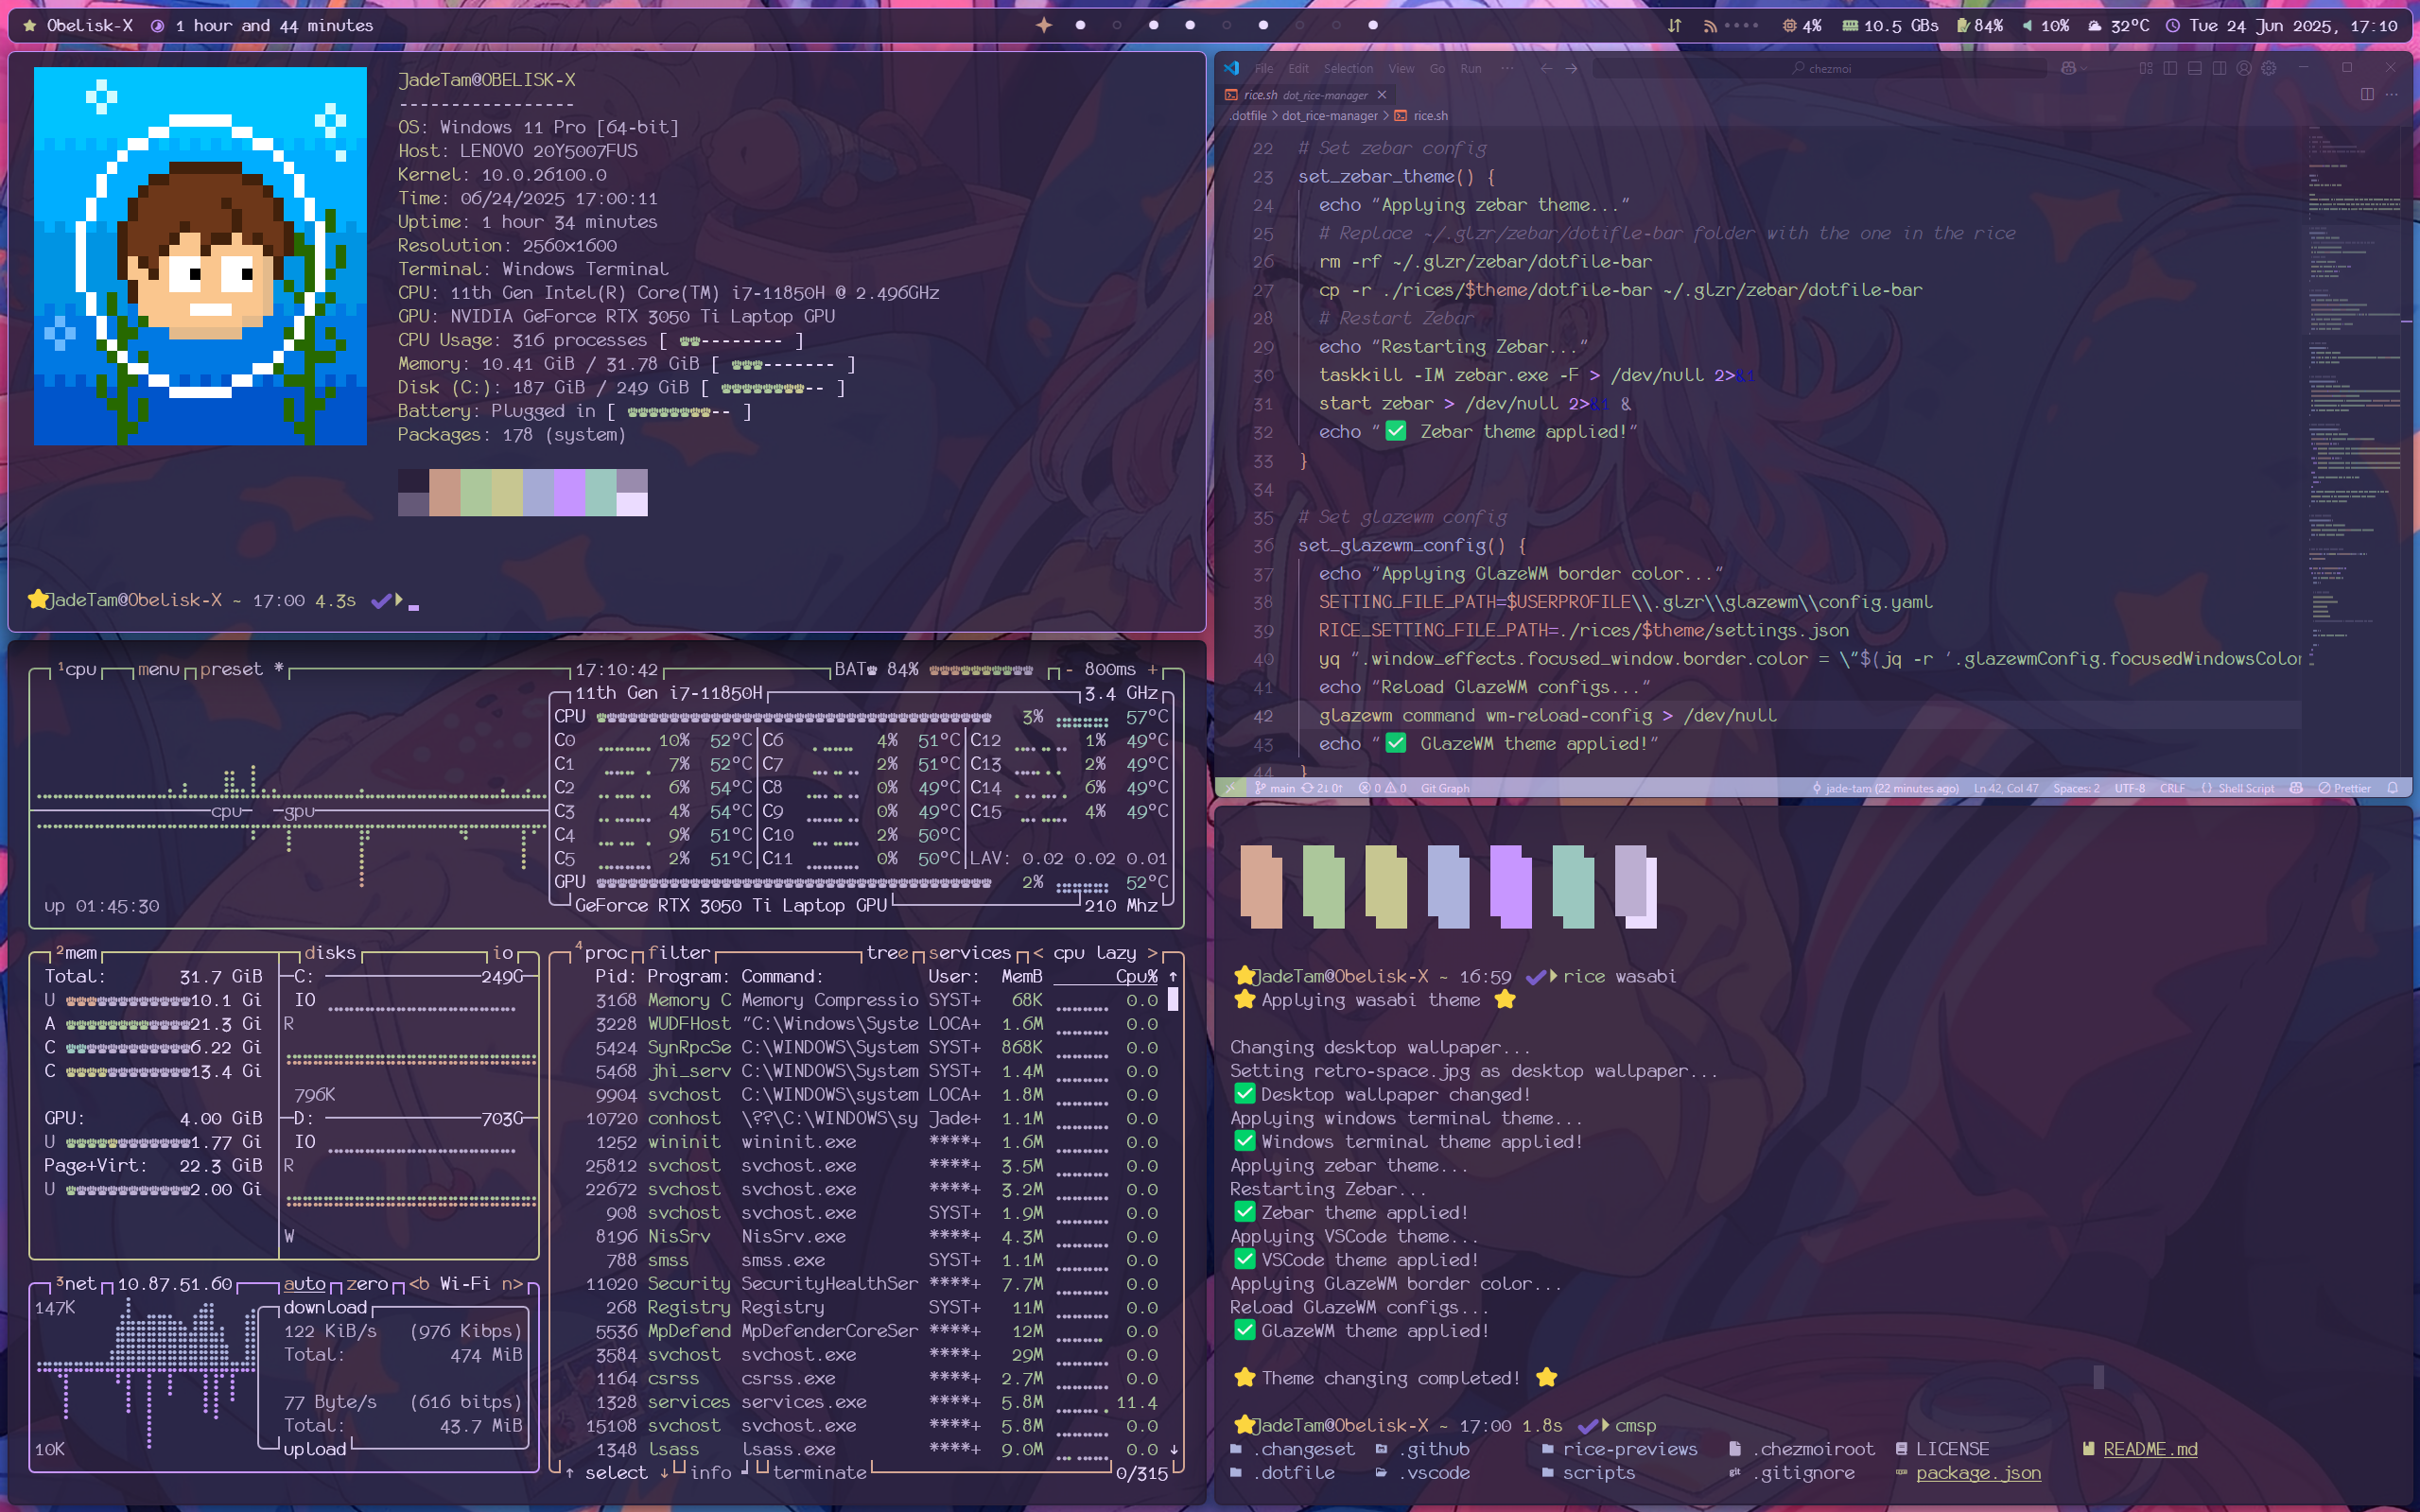 Obelisk-X 1 hour and 44 minutes
4% 10.5 GBs 84% 10% 32°C Tue 24 Jun 2025, 17:10
JadeTam@OBELISK-X
-----------------
OS: Windows 11 Pro [64-bit]
Host: LENOVO 20Y5007FUS
Kernel: 10.0.26100.0
Time: 06/24/2025 17:00:11
Uptime: 1 hour 34 minutes
Resolution: 2560x1600
Terminal: Windows Terminal
CPU: 11th Gen Intel(R) Core(TM) i7-11850H @ 2.496GHz
GPU: NVIDIA GeForce RTX 3050 Ti Laptop GPU
CPU Usage: 316 processes [ -------- ]
Memory: 10.41 GiB / 31.78 GiB [ ------- ]
Disk (C:): 187 GiB / 249 GiB [ -- ]
Battery: Plugged in [ -- ]
Packages: 178 (system)
JadeTam@Obelisk-X ~ 17:00 4.3s
File Edit Selection View Go Run ··· chezmoi
rice.sh dot_rice-manager
.dotfile > dot_rice-manager > rice.sh
22 # Set zebar config
23 set_zebar_theme() {
24 echo "Applying zebar theme..."
25 # Replace ~/.glzr/zebar/dotifle-bar folder with the one in the rice
26 rm -rf ~/.glzr/zebar/dotfile-bar
27 cp -r ./rices/$theme/dotfile-bar ~/.glzr/zebar/dotfile-bar
28 # Restart Zebar
29 echo "Restarting Zebar..."
30 taskkill -IM zebar.exe -F > /dev/null 2>&1
31 start zebar > /dev/null 2>&1 &
32 echo "✅ Zebar theme applied!"
33 }
34
35 # Set glazewm config
36 set_glazewm_config() {
37 echo "Applying GlazeWM border color..."
38 SETTING_FILE_PATH=$USERPROFILE\\.glzr\\glazewm\\config.yaml
39 RICE_SETTING_FILE_PATH=./rices/$theme/settings.json
40 yq ".window_effects.focused_window.border.color = \"$(jq -r '.glazewmConfig.focusedWindowsColor
41 echo "Reload GlazeWM configs..."
42 glazewm command wm-reload-config > /dev/null
43 echo "✅ GlazeWM theme applied!"
44 }
main 2↓ 0↑ 0 0 Git Graph jade-tam (22 minutes ago) Ln 42, Col 47 Spaces: 2 UTF-8 CRLF {} Shell Script Prettier
¹cpu menu preset * 17:10:42 BAT 84% - 800ms +
11th Gen i7-11850H 3.4 GHz
CPU 3% 57°C
C0 10% 52°C C6 4% 51°C C12 1% 49°C
C1 7% 52°C C7 2% 51°C C13 2% 49°C
C2 6% 54°C C8 0% 49°C C14 6% 49°C
C3 4% 54°C C9 0% 49°C C15 4% 49°C
C4 9% 51°C C10 2% 50°C
C5 2% 51°C C11 0% 50°C LAV: 0.02 0.02 0.01
GPU 2% 52°C
GeForce RTX 3050 Ti Laptop GPU 210 Mhz
cpu gpu
up 01:45:30
²mem disks io
Total: 31.7 GiB C: 249G
U 10.1 Gi IO
A 21.3 Gi R
C 6.22 Gi
C 13.4 Gi
796K
GPU: 4.00 GiB D: 703G
U 1.77 Gi IO
Page+Virt: 22.3 GiB R
U 2.00 Gi
W
³net 10.87.51.60 auto zero <b Wi-Fi n>
147K download
122 KiB/s (976 Kibps)
Total: 474 MiB
77 Byte/s (616 bitps)
Total: 43.7 MiB
10K upload
⁴proc filter tree services < cpu lazy >
Pid: Program: Command: User: MemB Cpu% ↑
3168 Memory C Memory Compressio SYST+ 68K 0.0
3228 WUDFHost "C:\Windows\Syste LOCA+ 1.6M 0.0
5424 SynRpcSe C:\WINDOWS\System SYST+ 868K 0.0
5468 jhi_serv C:\WINDOWS\System SYST+ 1.4M 0.0
9904 svchost C:\WINDOWS\system LOCA+ 1.8M 0.0
10720 conhost \??\C:\WINDOWS\sy Jade+ 1.1M 0.0
1252 wininit wininit.exe ****+ 1.6M 0.0
25812 svchost svchost.exe ****+ 3.5M 0.0
22672 svchost svchost.exe ****+ 3.2M 0.0
908 svchost svchost.exe SYST+ 1.9M 0.0
8196 NisSrv NisSrv.exe ****+ 4.3M 0.0
788 smss smss.exe SYST+ 1.1M 0.0
11020 Security SecurityHealthSer ****+ 7.7M 0.0
268 Registry Registry SYST+ 11M 0.0
5536 MpDefend MpDefenderCoreSer ****+ 12M 0.0
3584 svchost svchost.exe ****+ 29M 0.0
1164 csrss csrss.exe ****+ 2.7M 0.0
1328 services services.exe ****+ 5.8M 11.4
15108 svchost svchost.exe ****+ 5.8M 0.0
1348 lsass lsass.exe ****+ 9.0M 0.0 ↓
↑ select ↓ info ┘ terminate 0/315
JadeTam@Obelisk-X ~ 16:59 rice wasabi
⭐ Applying wasabi theme ⭐
Changing desktop wallpaper...
Setting retro-space.jpg as desktop wallpaper...
✅ Desktop wallpaper changed!
Applying windows terminal theme...
✅ Windows terminal theme applied!
Applying zebar theme...
Restarting Zebar...
✅ Zebar theme applied!
Applying VSCode theme...
✅ VSCode theme applied!
Applying GlazeWM border color...
Reload GlazeWM configs...
✅ GlazeWM theme applied!
⭐ Theme changing completed! ⭐
JadeTam@Obelisk-X ~ 17:00 1.8s cmsp
.changeset .github rice-previews .chezmoiroot LICENSE README.md
.dotfile .vscode scripts .gitignore package.json